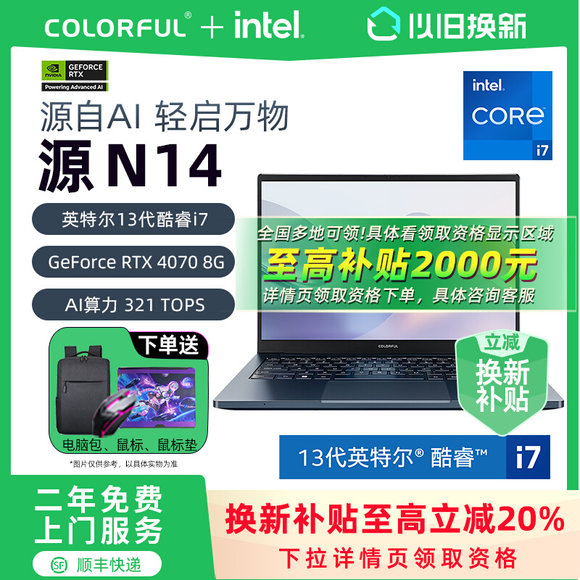 COLORFUL® + intel.
以旧换新
NVIDIA
GEFORCE RTX
Powering Advanced AI
源自AI 轻启万物
源 N14
intel
CORE
i7
英特尔13代酷睿i7
GeForce RTX 4070 8G
AI算力 321 TOPS
全国多地可领!具体看领取资格显示区域
至高补贴2000元
详情页领取资格下单，具体咨询客服
COLORFUL
下单送
电脑包、鼠标、鼠标垫
*图片仅供参考，以具体实物为准
立减
换新
补贴
13代英特尔® 酷睿™ i7
二年免费
上门服务
SF 顺丰快递
换新补贴至高立减20%
下拉详情页领取资格